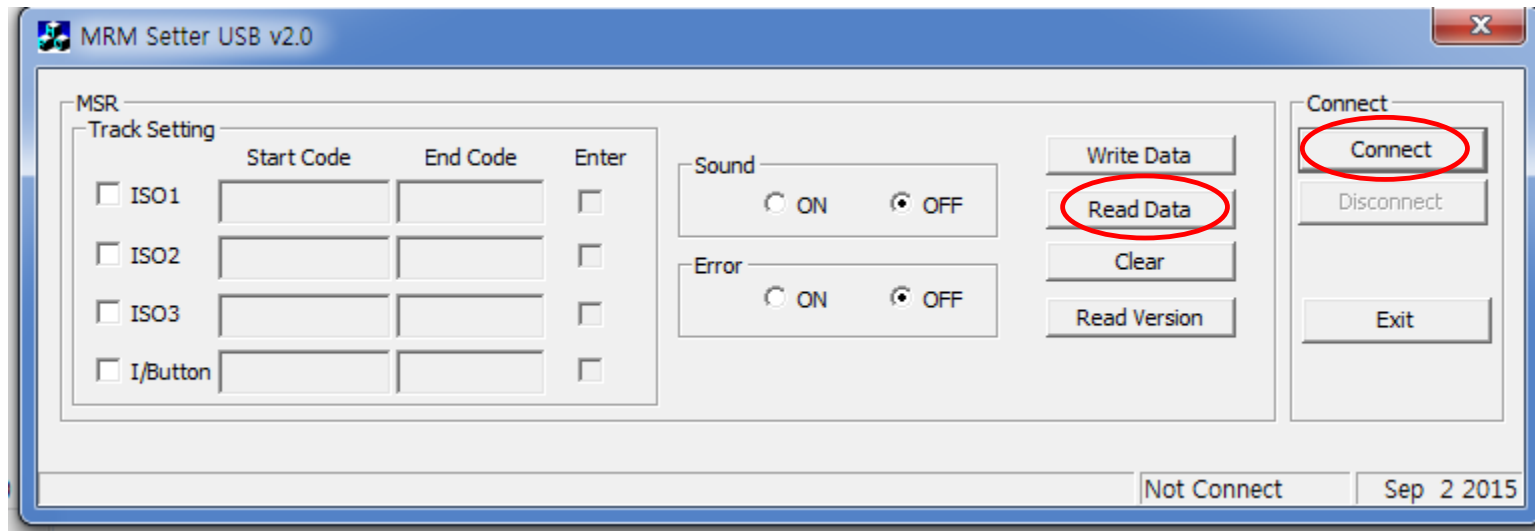 MRM Setter USB v2.0
MSR
Track Setting
Start Code End Code Enter
ISO1
ISO2
ISO3
I/Button
Sound
ON OFF
Error
ON OFF
Write Data
Read Data
Clear
Read Version
Connect
Connect
Disconnect
Exit
Not Connect
Sep 2 2015